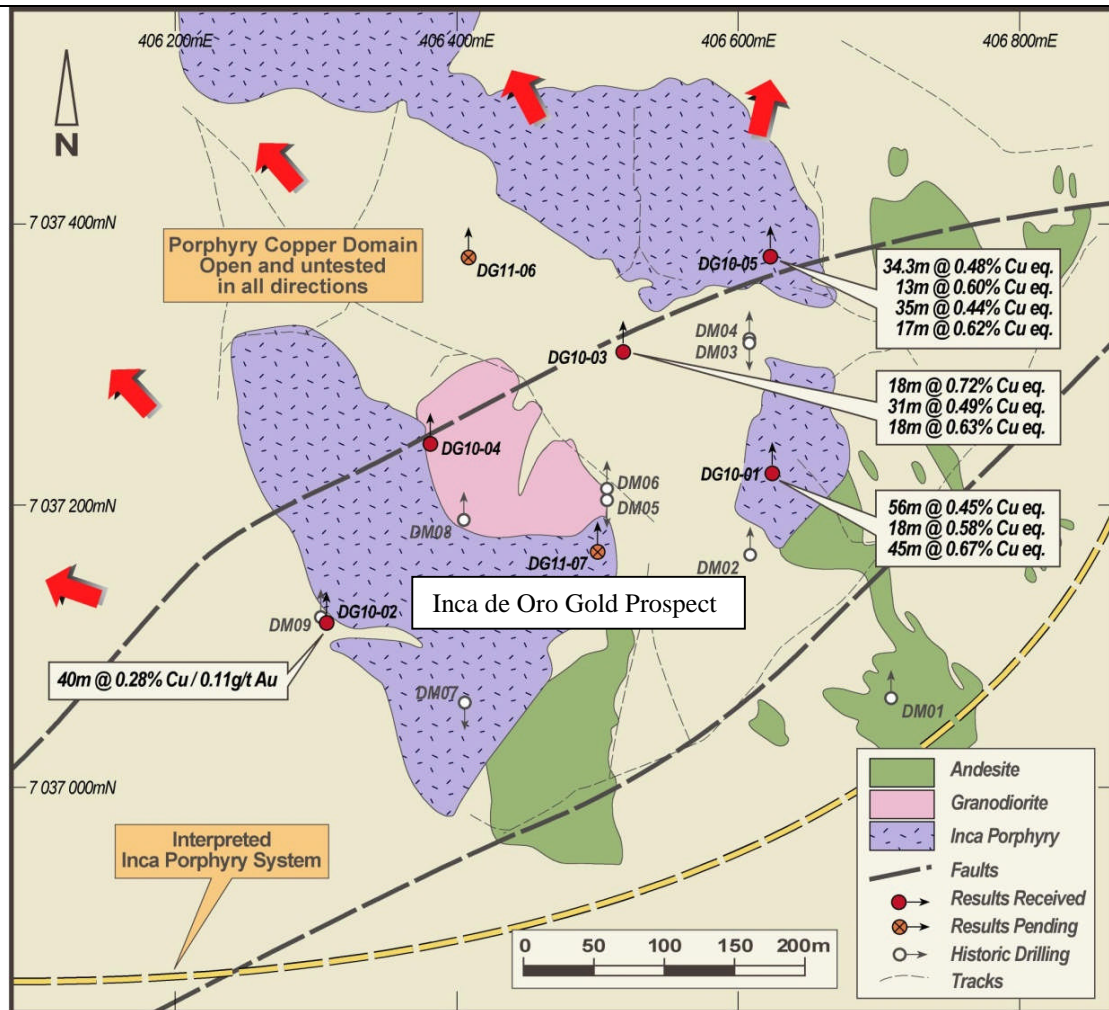 406 200mE
406 400mE
406 600mE
406 800mE
N
7 037 400mN
Porphyry Copper Domain
Open and untested
in all directions
DG11-06
DG10-05
34.3m @ 0.48% Cu eq.
13m @ 0.60% Cu eq.
35m @ 0.44% Cu eq.
17m @ 0.62% Cu eq.
DM04
DM03
DG10-03
18m @ 0.72% Cu eq.
31m @ 0.49% Cu eq.
18m @ 0.63% Cu eq.
DG10-04
DM06
DM05
DG10-01
7 037 200mN
DM08
56m @ 0.45% Cu eq.
18m @ 0.58% Cu eq.
45m @ 0.67% Cu eq.
DG11-07
DM02
Inca de Oro Gold Prospect
DM09
DG10-02
40m @ 0.28% Cu / 0.11g/t Au
DM07
DM01
7 037 000mN
Interpreted
Inca Porphyry System
Andesite
Granodiorite
Inca Porphyry
Faults
Results Received
Results Pending
Historic Drilling
Tracks
0 50 100 150 200m